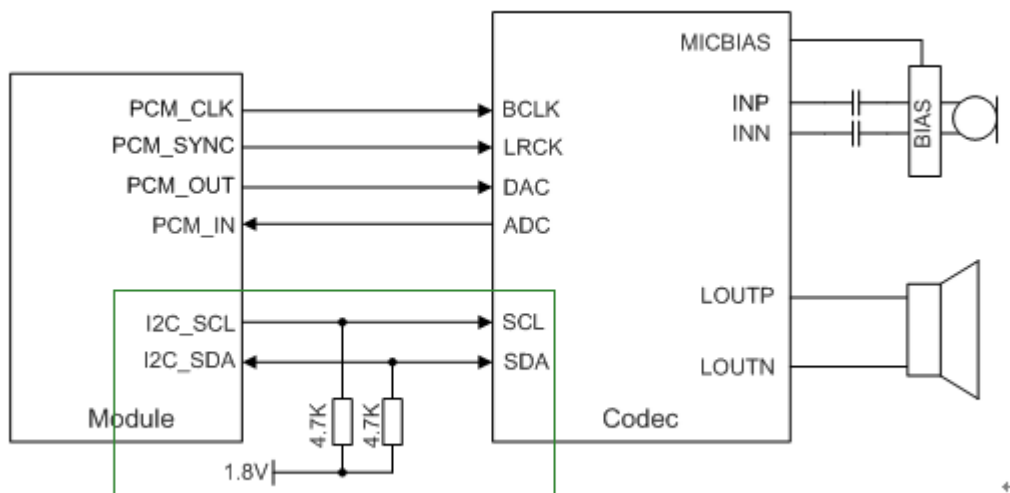 MICBIAS
PCM_CLK
BCLK
INP
PCM_SYNC
LRCK
INN
BIAS
PCM_OUT
DAC
PCM_IN
ADC
LOUTP
I2C_SCL
SCL
I2C_SDA
SDA
LOUTN
Module
4.7K
4.7K
Codec
1.8V